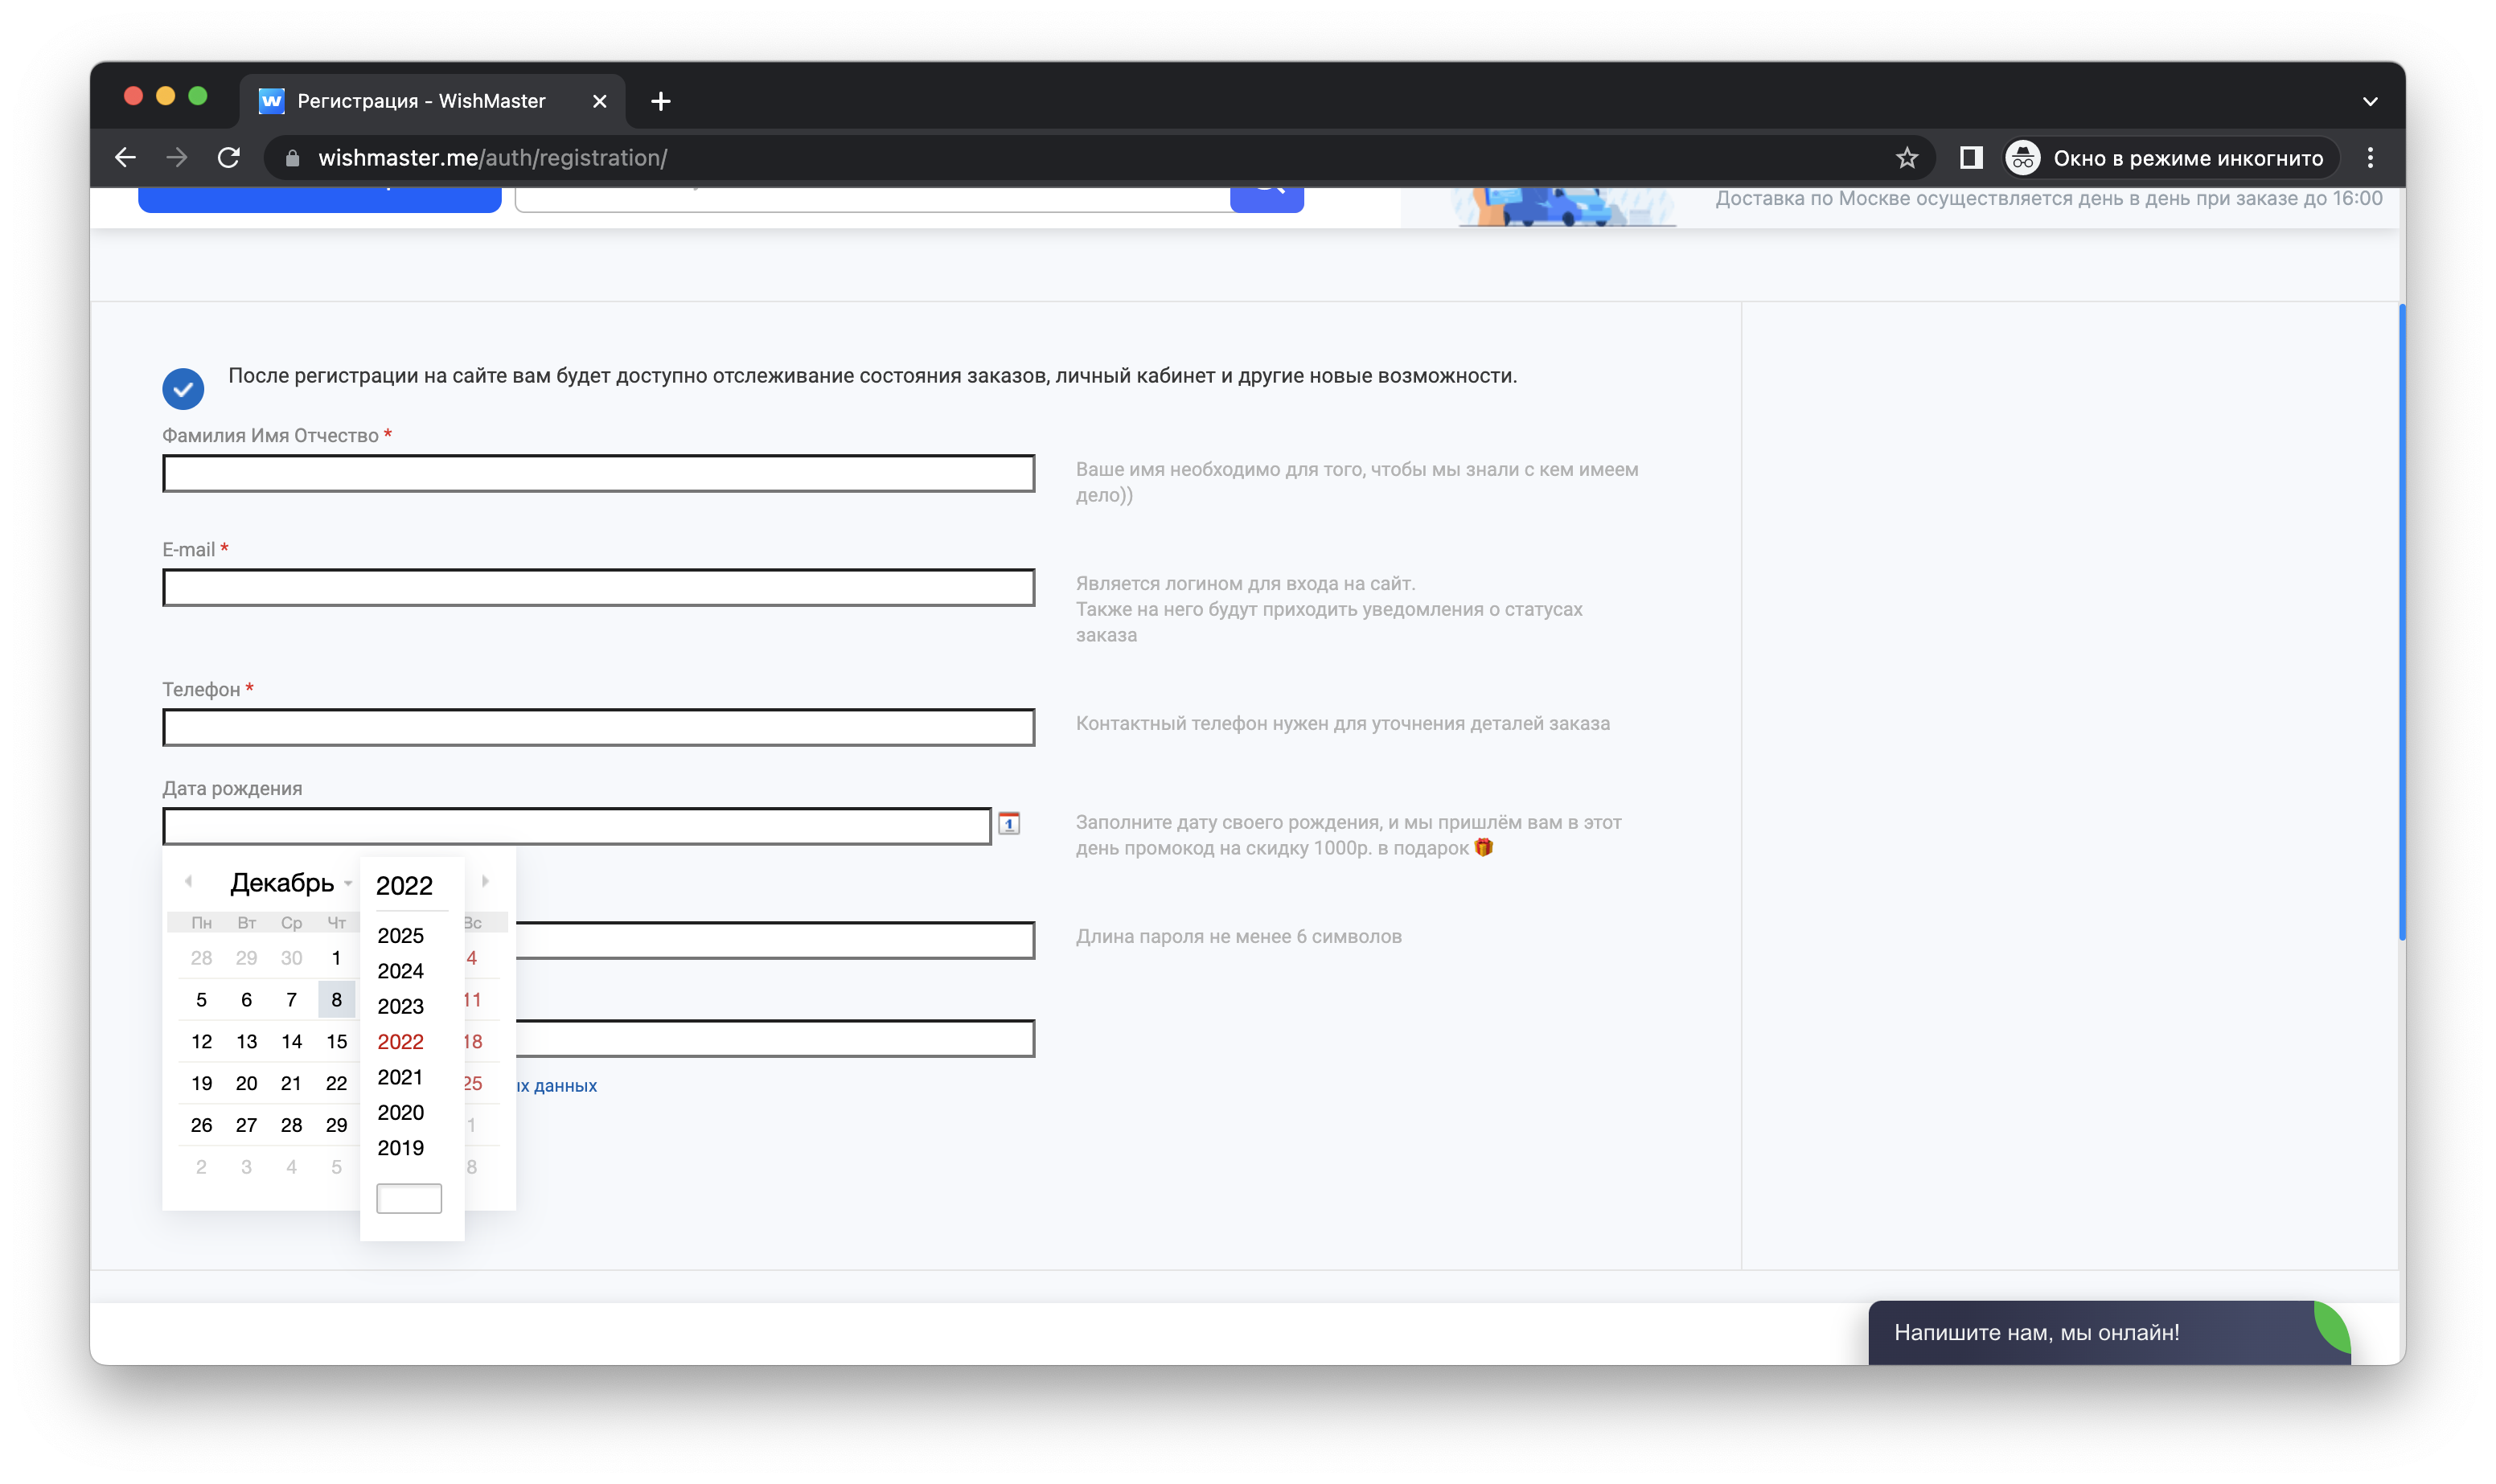 Регистрация - WishMaster
wishmaster.me/auth/registration/
Окно в режиме инкогнито
Доставка по Москве осуществляется день в день при заказе до 16:00
После регистрации на сайте вам будет доступно отслеживание состояния заказов, личный кабинет и другие новые возможности.
Фамилия Имя Отчество *
Ваше имя необходимо для того, чтобы мы знали с кем имеем
дело))
E-mail *
Является логином для входа на сайт.
Также на него будут приходить уведомления о статусах
заказа
Телефон *
Контактный телефон нужен для уточнения деталей заказа
Дата рождения
1
Заполните дату своего рождения, и мы пришлём вам в этот
день промокод на скидку 1000р. в подарок 🎁
Декабрь
Пн Вт Ср Чт Вс
28 29 30 1 4
5 6 7 8 11
12 13 14 15 18
19 20 21 22 25
26 27 28 29 1
2 3 4 5 8
2022
2025
2024
2023
2022
2021
2020
2019
Длина пароля не менее 6 символов
данных
Напишите нам, мы онлайн!